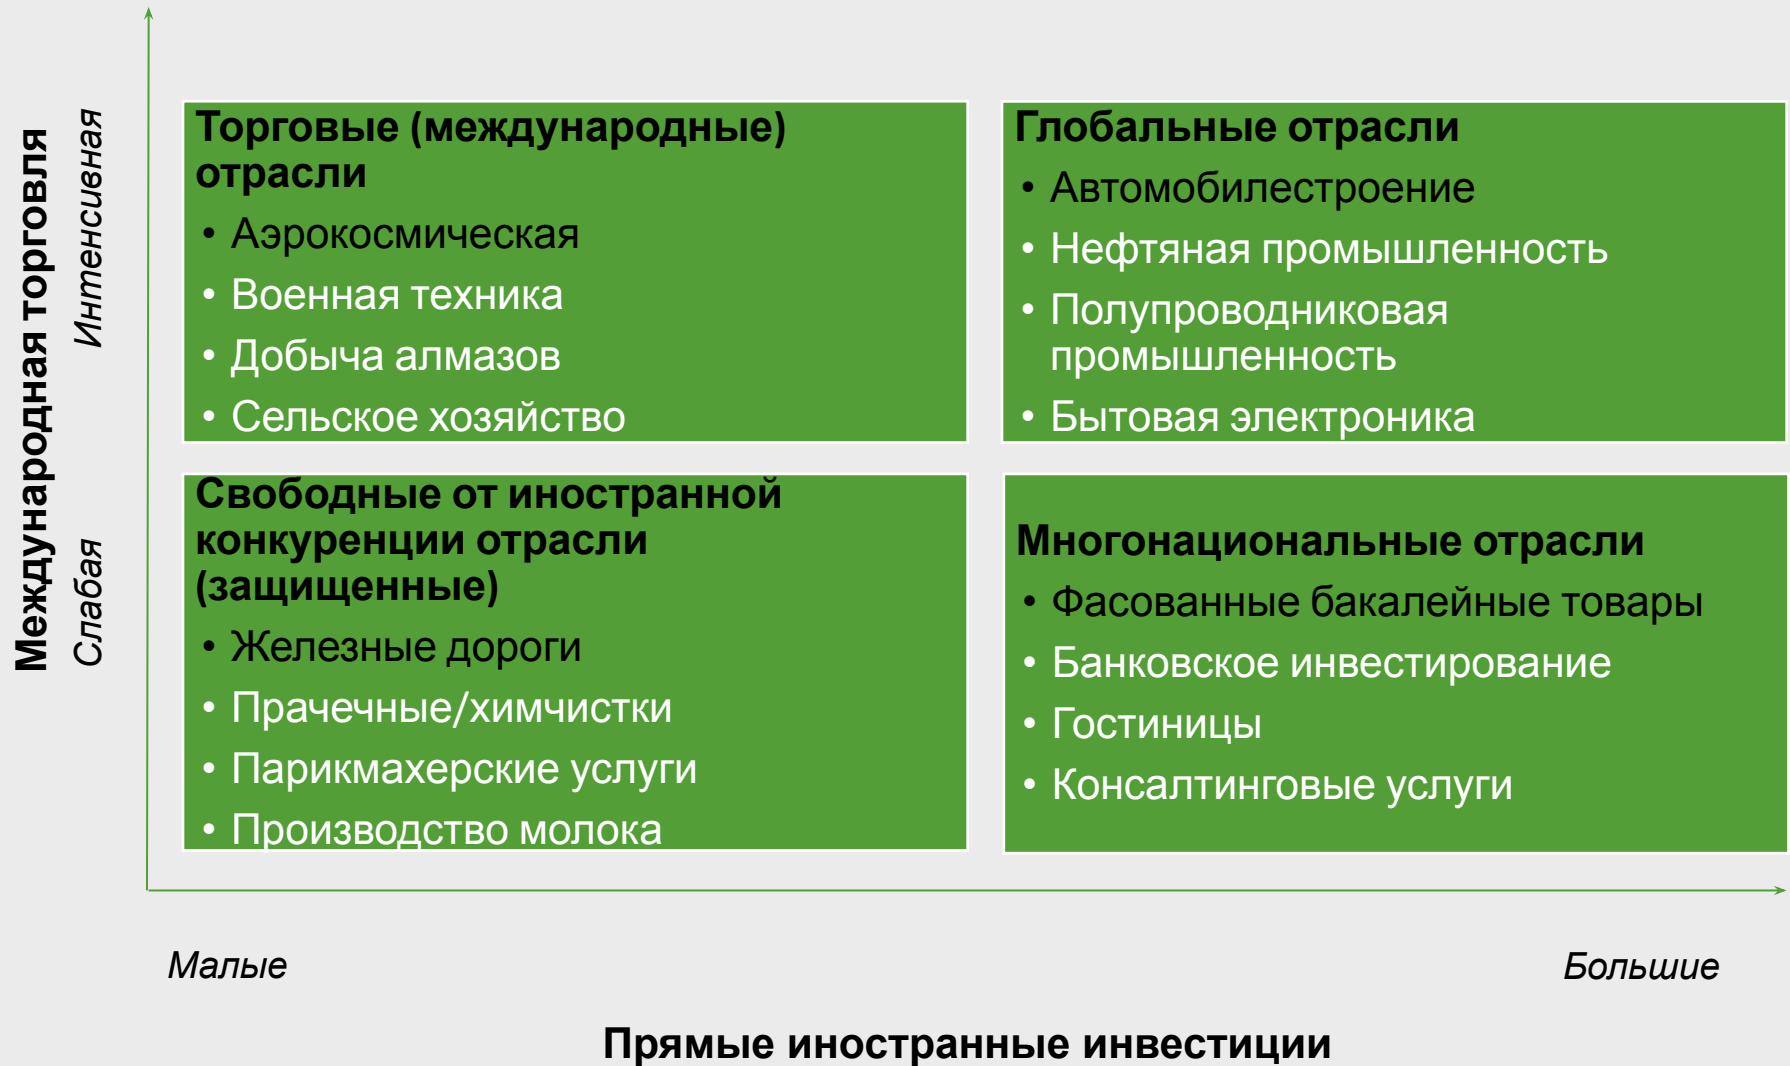 Международная торговля
Интенсивная
Слабая
Торговые (международные)
отрасли
• Аэрокосмическая
• Военная техника
• Добыча алмазов
• Сельское хозяйство
Глобальные отрасли
• Автомобилестроение
• Нефтяная промышленность
• Полупроводниковая
промышленность
• Бытовая электроника
Свободные от иностранной
конкуренции отрасли
(защищенные)
• Железные дороги
• Прачечные/химчистки
• Парикмахерские услуги
• Производство молока
Многонациональные отрасли
• Фасованные бакалейные товары
• Банковское инвестирование
• Гостиницы
• Консалтинговые услуги
Малые
Большие
Прямые иностранные инвестиции